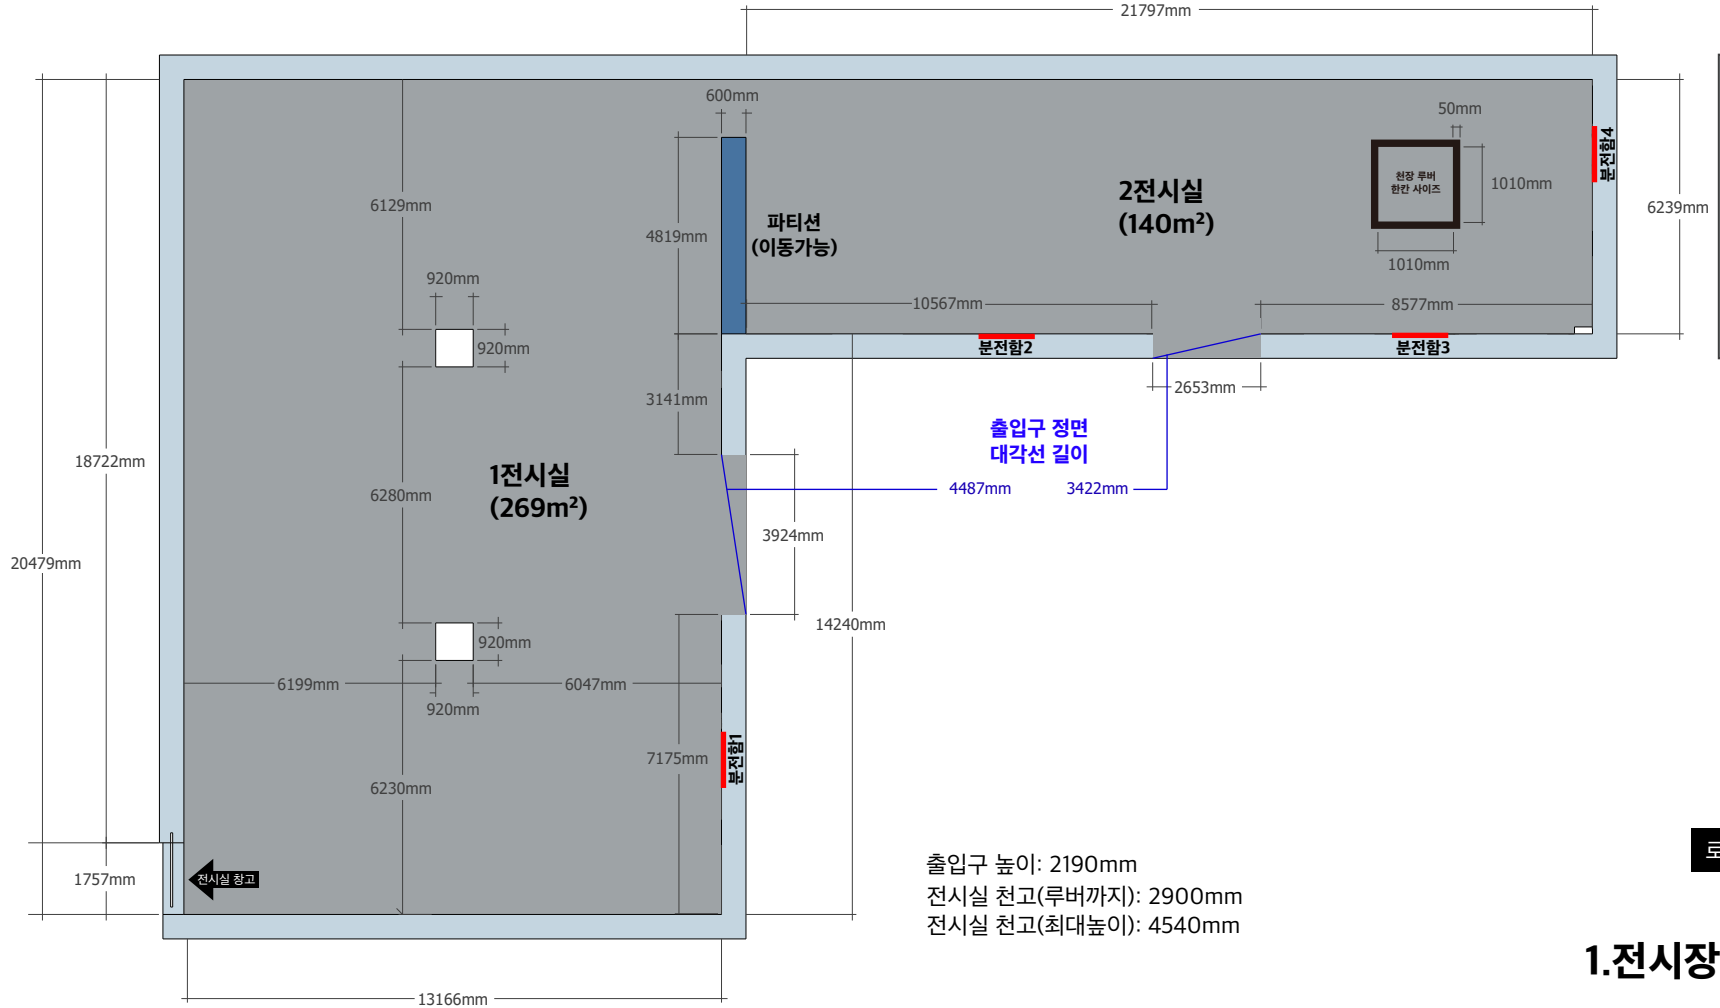 21797mm
600mm
50mm
분전함4
천장 루버
한칸 사이즈
1010mm
1010mm
6239mm
2전시실
(140m²)
파티션
(이동가능)
6129mm
4819mm
920mm
920mm
10567mm
8577mm
분전함2
분전함3
2653mm
3141mm
출입구 정면
대각선 길이
4487mm
3422mm
18722mm
1전시실
(269m²)
6280mm
3924mm
20479mm
14240mm
920mm
6199mm
6047mm
920mm
7175mm
분전함1
6230mm
1757mm
전시실 창고
출입구 높이: 2190mm
전시실 천고(루버까지): 2900mm
전시실 천고(최대높이): 4540mm
1.전시장
13166mm